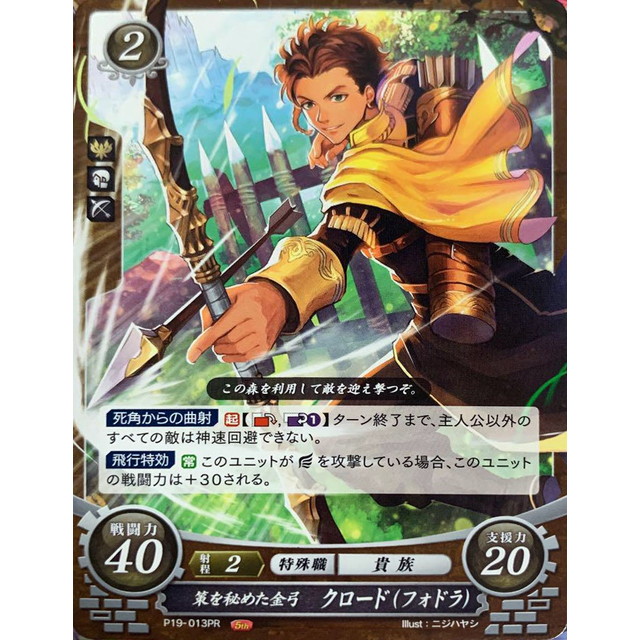 2
この森を利用して敵を迎え撃つぞ。
死角からの曲射 起【 , 1】ターン終了まで、主人公以外の
すべての敵は神速回避できない。
飛行特効 常 このユニットが を攻撃している場合、このユニット
の戦闘力は+30される。
戦闘力
40
射程 2
特殊職 貴族
支援力
20
策を秘めた金弓 クロード(フォドラ)
P19-013PR 5th Illust:ニジハヤシ